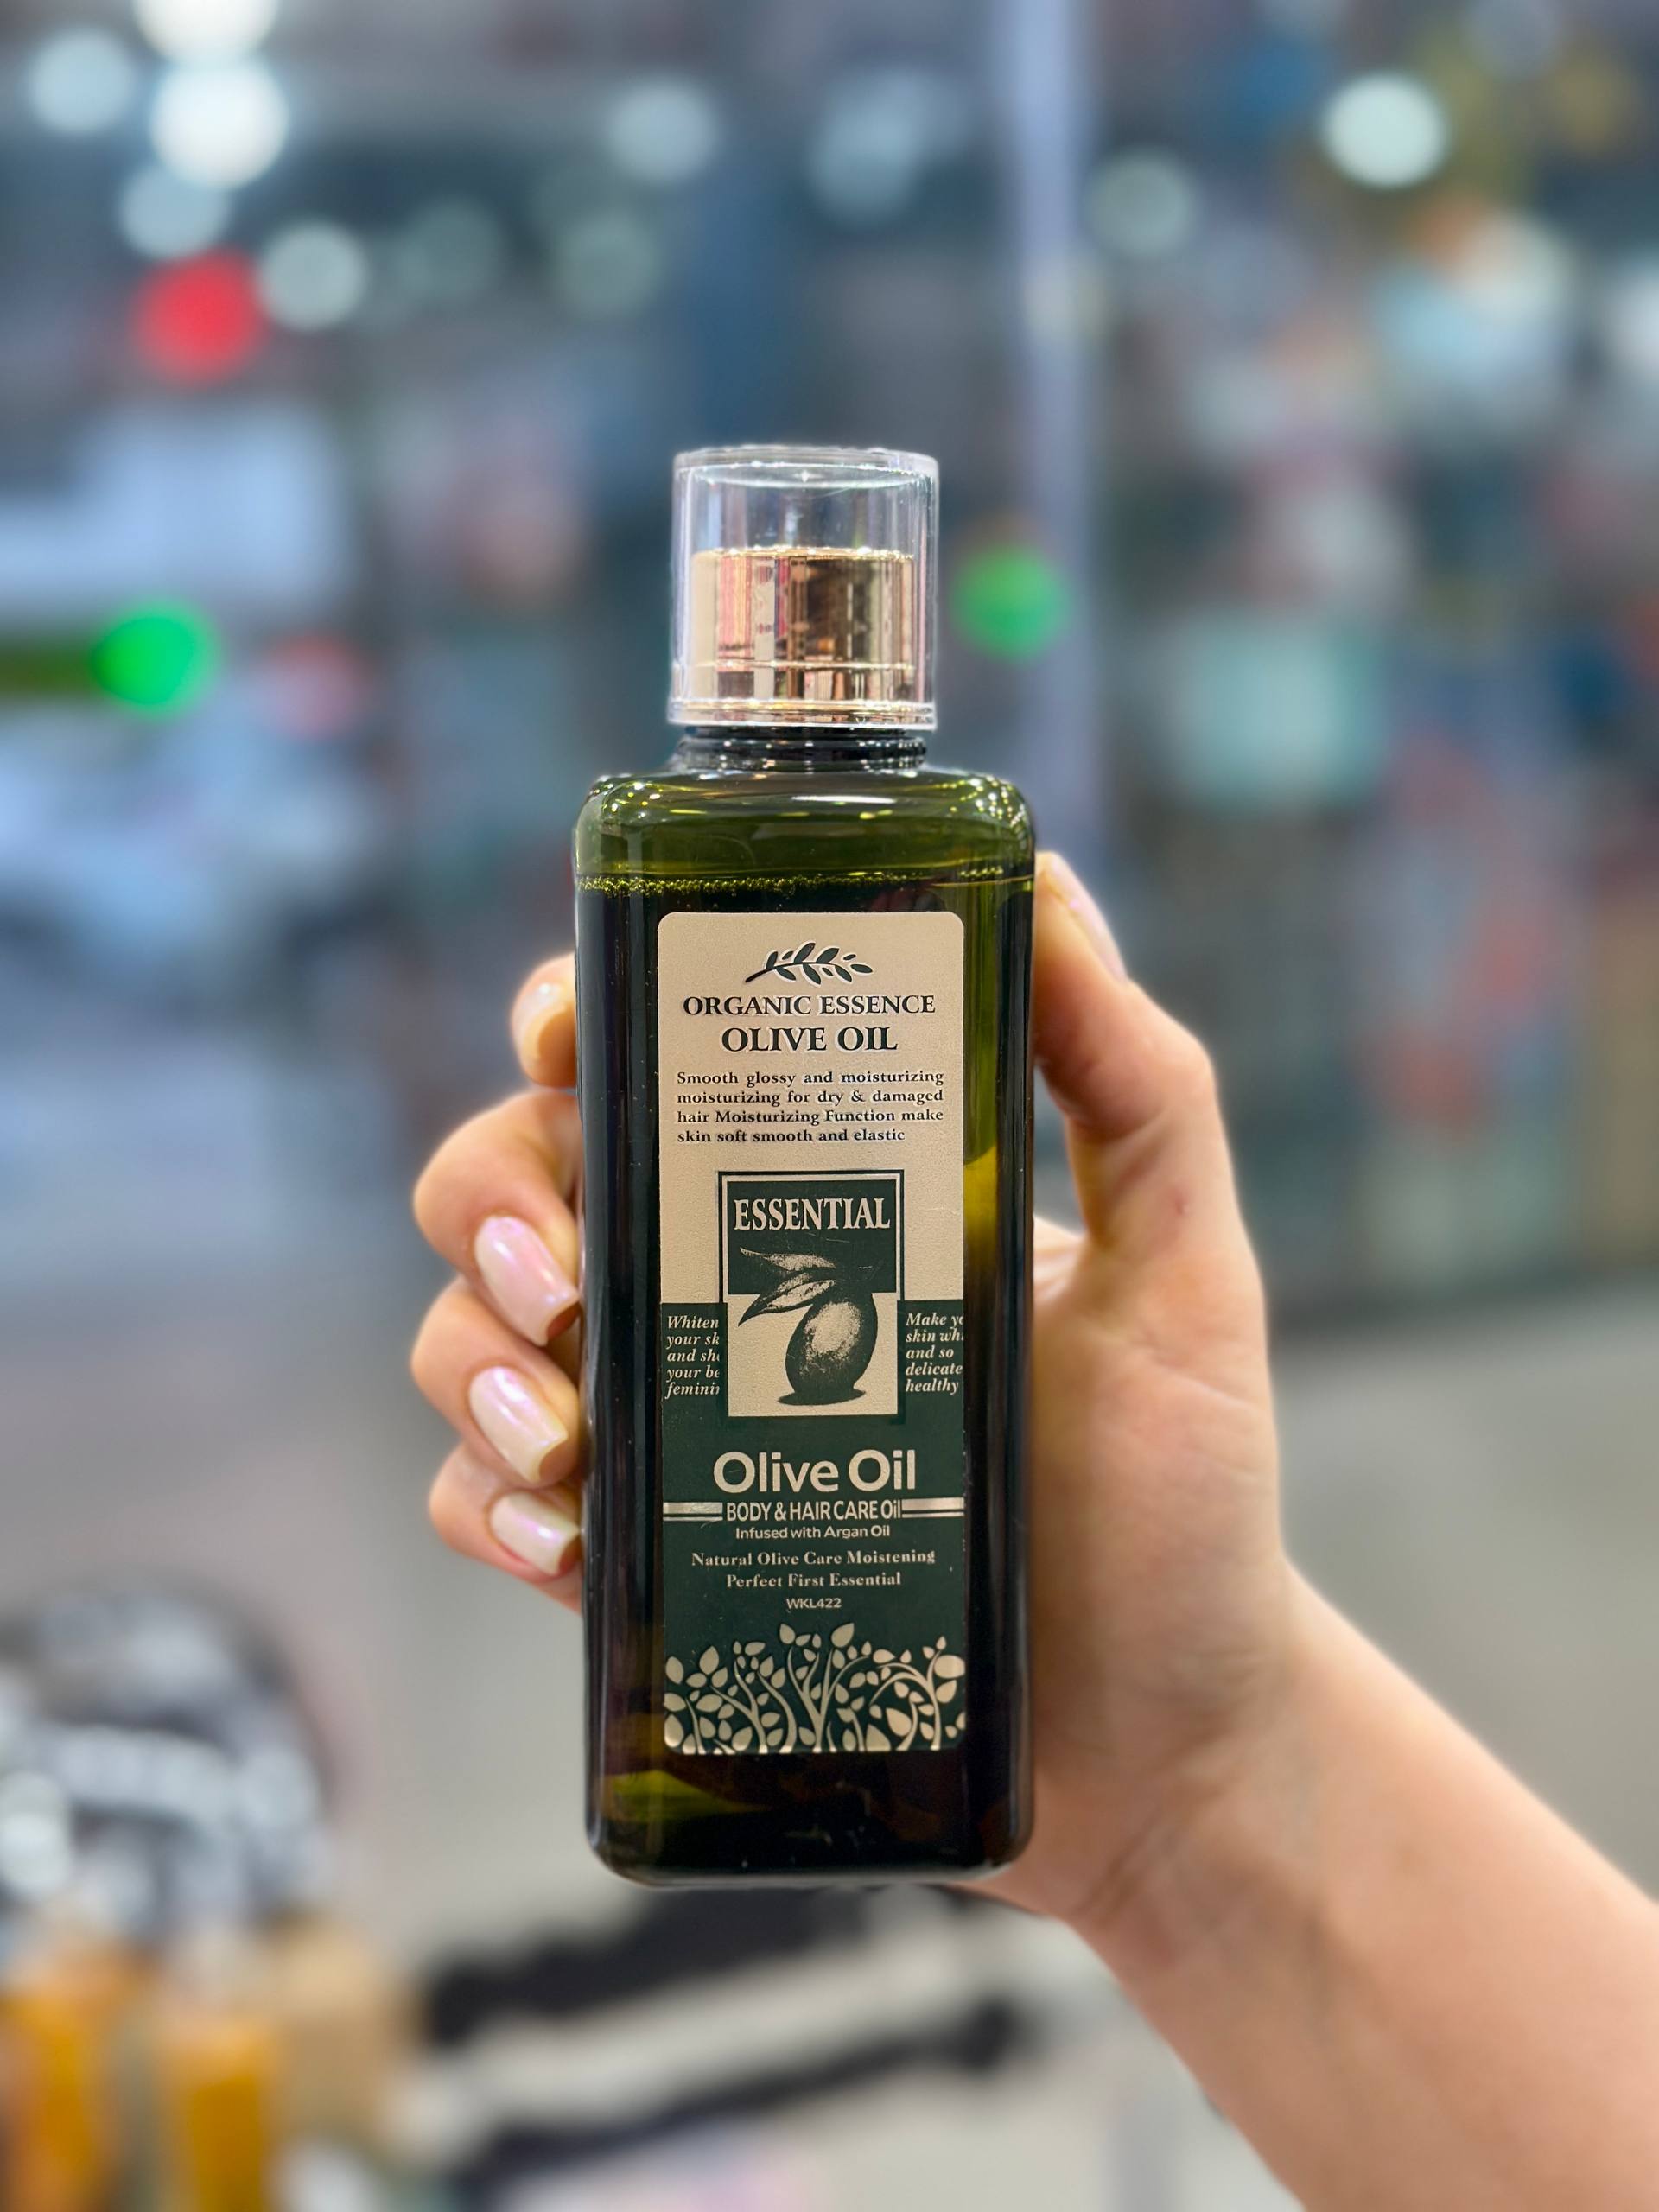 ORGANIC ESSENCE
OLIVE OIL
Smooth glossy and moisturizing
moisturizing for dry & damaged
hair Moisturizing Function make
skin soft smooth and elastic
ESSENTIAL
Whiten
your sk
and sh
your be
femini
Make y
skin wh
and so
delicate
healthy
Olive Oil
BODY & HAIR CARE Oil
Infused with Argan Oil
Natural Olive Care Moistening
Perfect First Essential
WKL422